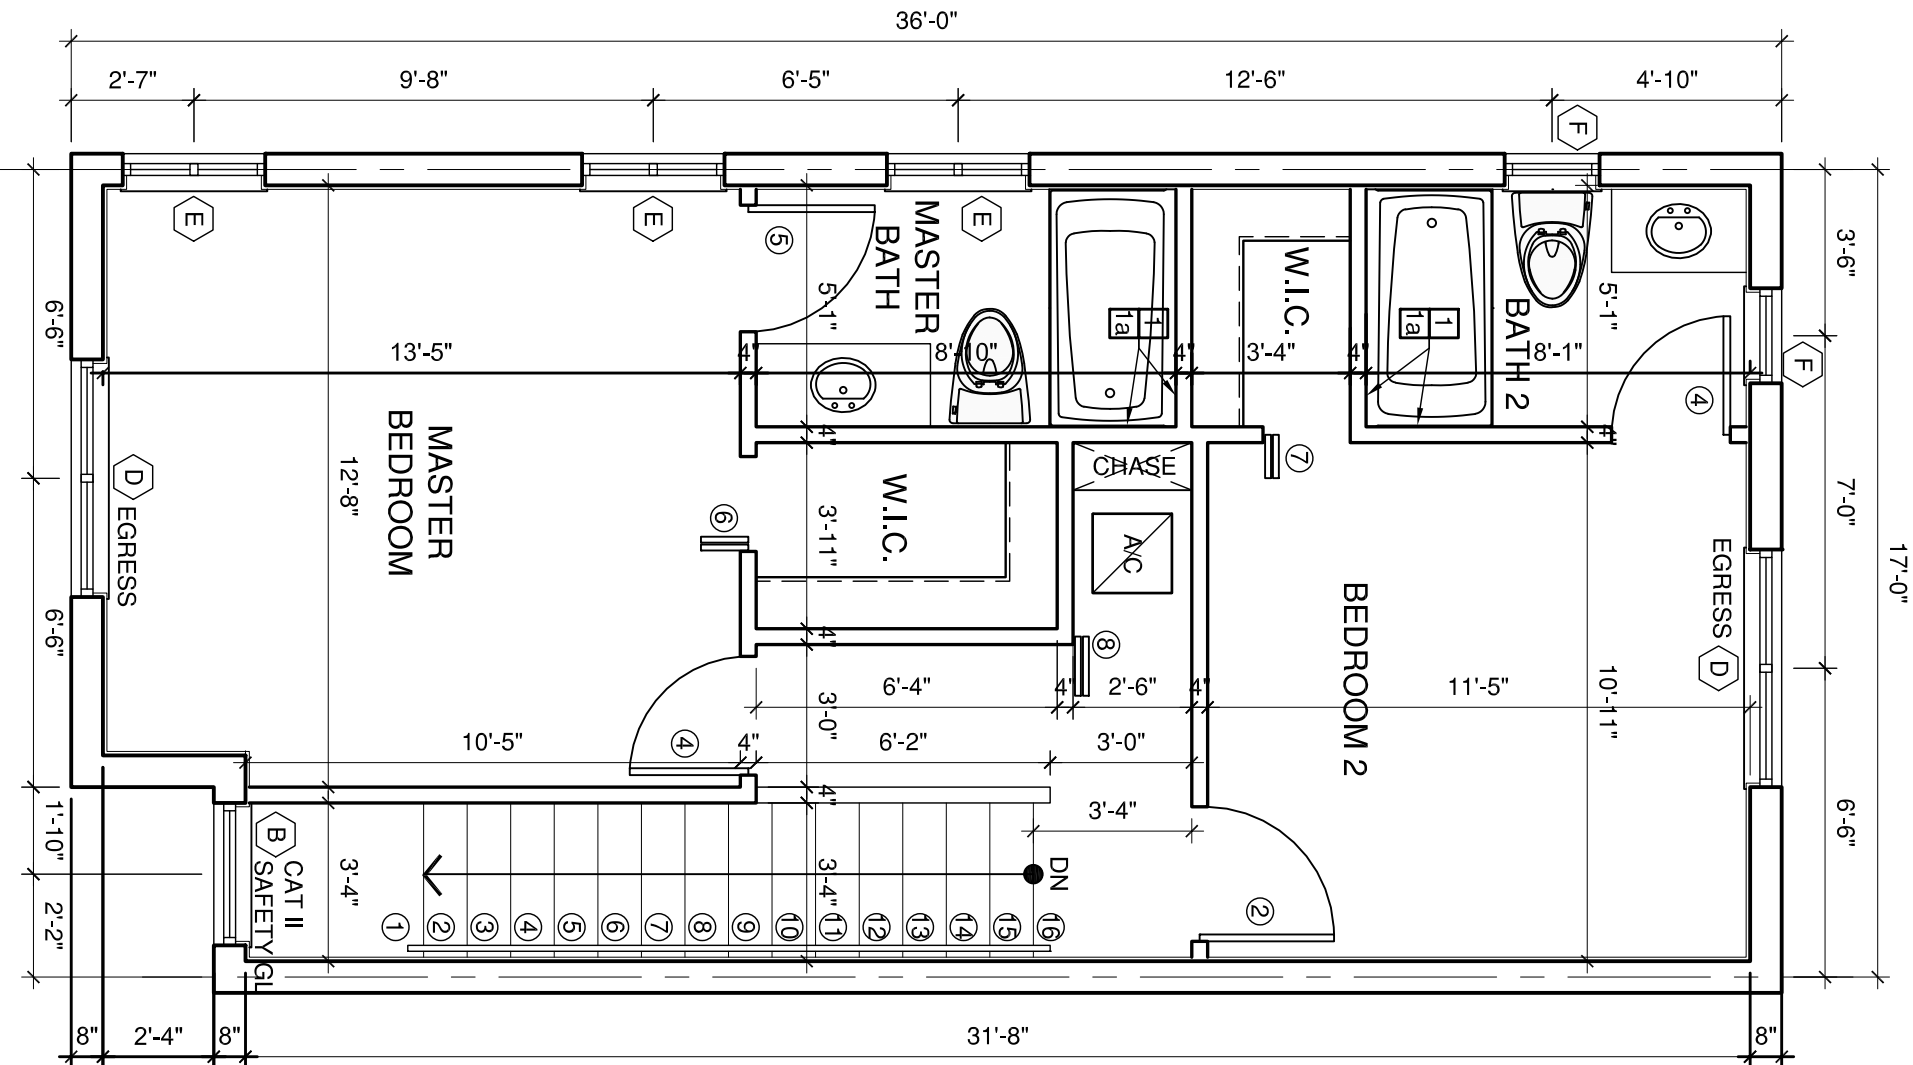 36'-0"
2'-7"
9'-8"
6'-5"
12'-6"
4'-10"
F
E
E
E
5
MASTER
BATH
5'-1"
1
1a
W.I.C.
1
1a
BATH 2
5'-1"
3'-6"
F
4
6'-6"
13'-5"
4"
8'-10"
4"
3'-4"
4"
8'-1"
MASTER
BEDROOM
12'-8"
4"
4"
7
CHASE
A/C
W.I.C.
3'-11"
6
D
EGRESS
EGRESS
D
7'-0"
17'-0"
BEDROOM 2
10'-11"
6'-6"
4"
8
6'-4"
4"
2'-6"
4"
11'-5"
3'-0"
10'-5"
4
4"
6'-2"
3'-0"
4"
3'-4"
6'-6"
1'-10"
B
CAT II
SAFETY GL
3'-4"
3'-4"
DN
2
2'-2"
1
2
3
4
5
6
7
8
9
10
11
12
13
14
15
16
8"
2'-4"
8"
31'-8"
8"